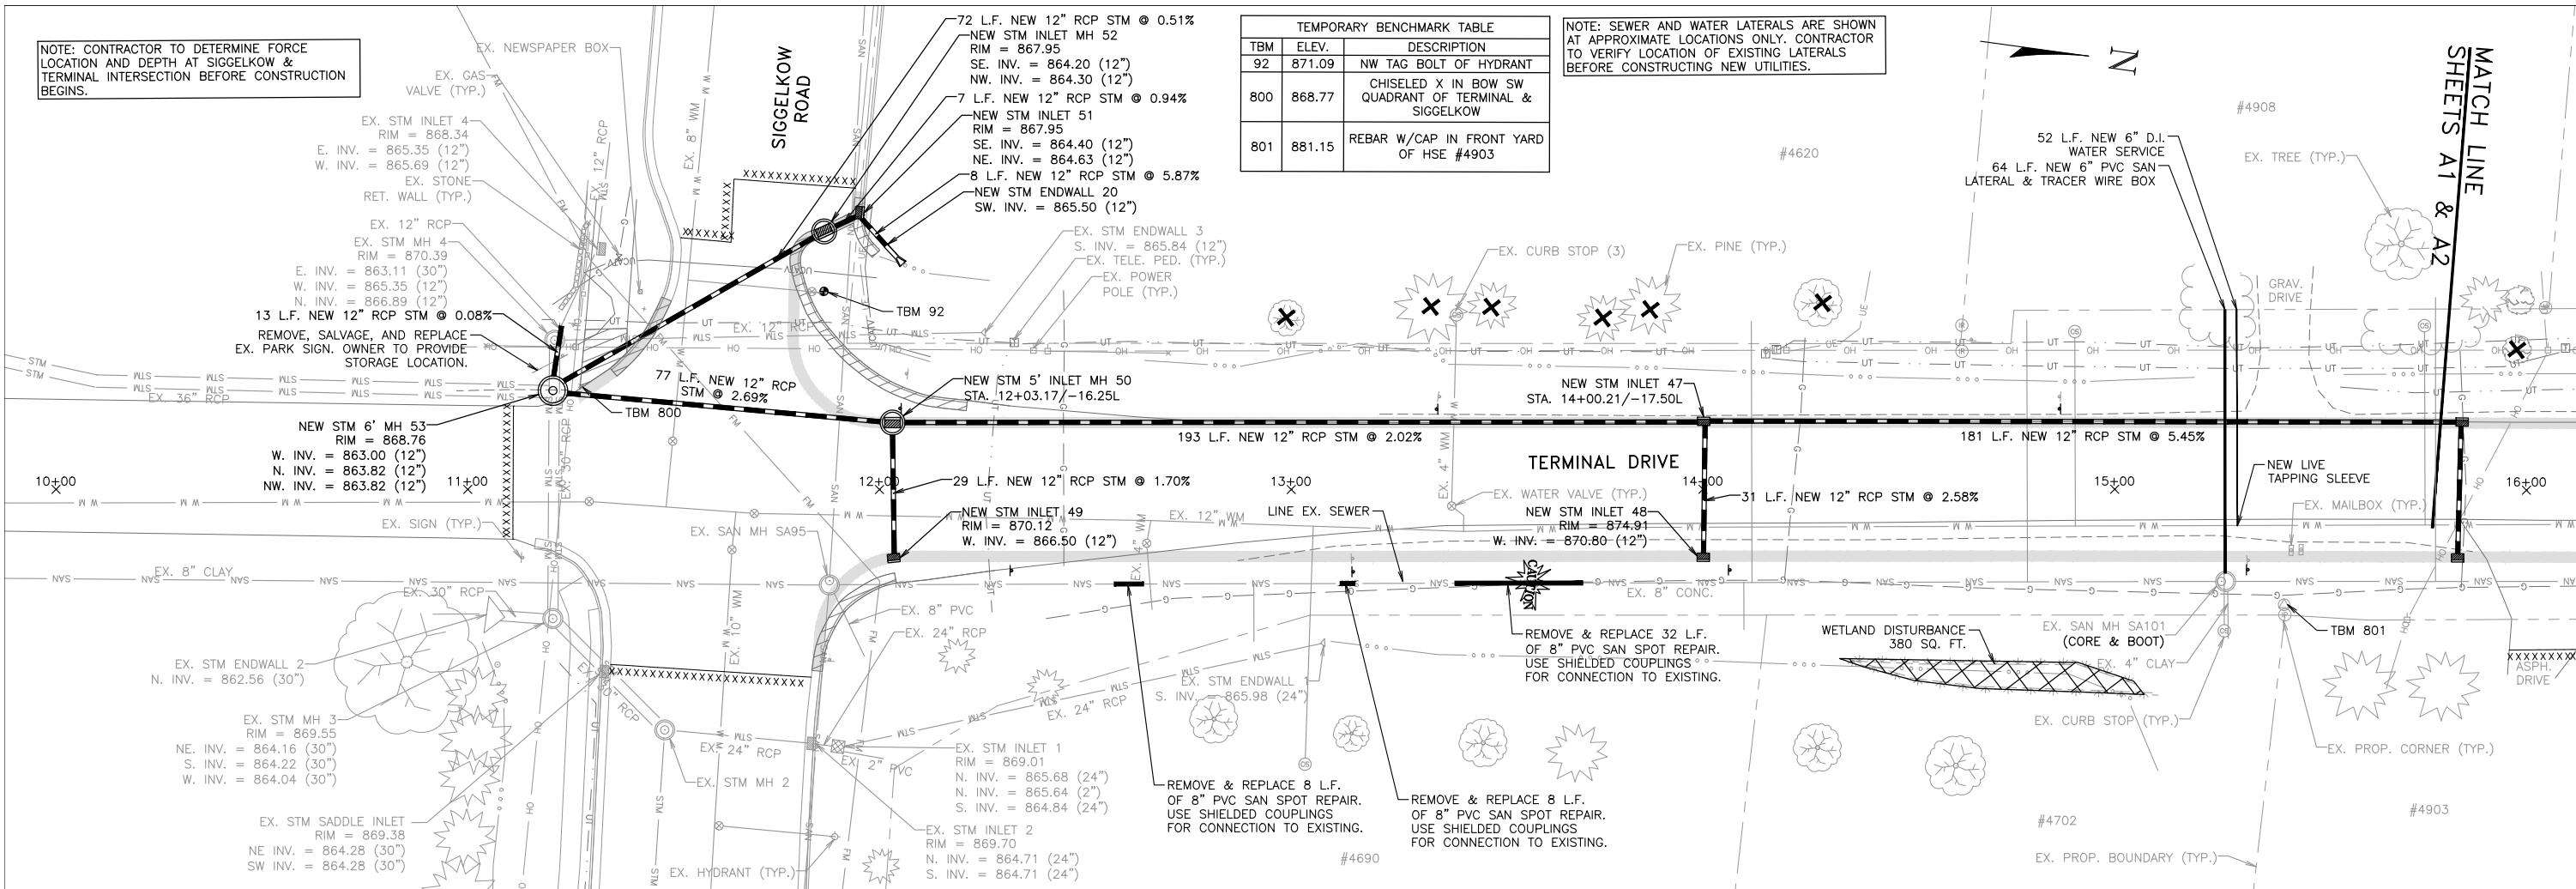 NOTE: CONTRACTOR TO DETERMINE FORCE
LOCATION AND DEPTH AT SIGGELKOW &
TERMINAL INTERSECTION BEFORE CONSTRUCTION
BEGINS.
EX. NEWSPAPER BOX
EX. GAS
VALVE (TYP.)
EX. STM INLET 4
RIM = 868.34
E. INV. = 865.35 (12")
W. INV. = 865.69 (12")
EX. STONE
RET. WALL (TYP.)
EX. 12" RCP
EX. STM MH 4
RIM = 870.39
E. INV. = 863.11 (30")
W. INV. = 865.35 (12")
N. INV. = 866.89 (12")
13 L.F. NEW 12" RCP STM @ 0.08%
REMOVE, SALVAGE, AND REPLACE
EX. PARK SIGN. OWNER TO PROVIDE
STORAGE LOCATION.
EX. 36" RCP
NEW STM 6' MH 53
RIM = 868.76
W. INV. = 863.00 (12")
N. INV. = 863.82 (12")
NW. INV. = 863.82 (12")
EX. 12" RCP
EX. 8" WM
SIGGELKOW
ROAD
72 L.F. NEW 12" RCP STM @ 0.51%
NEW STM INLET MH 52
RIM = 867.95
SE. INV. = 864.20 (12")
NW. INV. = 864.30 (12")
7 L.F. NEW 12" RCP STM @ 0.94%
NEW STM INLET 51
RIM = 867.95
SE. INV. = 864.40 (12")
NE. INV. = 864.63 (12")
8 L.F. NEW 12" RCP STM @ 5.87%
NEW STM ENDWALL 20
SW. INV. = 865.50 (12")
EX. STM ENDWALL 3
S. INV. = 865.84 (12")
EX. TELE. PED. (TYP.)
EX. POWER
POLE (TYP.)
TBM 92
EX. 12" RCP
TEMPORARY BENCHMARK TABLE
TBM ELEV. DESCRIPTION
92 871.09 NW TAG BOLT OF HYDRANT
800 868.77 CHISELED X IN BOW SW
QUADRANT OF TERMINAL &
SIGGELKOW
801 881.15 REBAR W/CAP IN FRONT YARD
OF HSE #4903
NOTE: SEWER AND WATER LATERALS ARE SHOWN
AT APPROXIMATE LOCATIONS ONLY. CONTRACTOR
TO VERIFY LOCATION OF EXISTING LATERALS
BEFORE CONSTRUCTING NEW UTILITIES.
N
MATCH LINE
SHEETS A1 & A2
#4908
#4620
52 L.F. NEW 6" D.I.
WATER SERVICE
64 L.F. NEW 6" PVC SAN
LATERAL & TRACER WIRE BOX
EX. TREE (TYP.)
GRAV.
DRIVE
EX. CURB STOP (3)
EX. PINE (TYP.)
77 L.F. NEW 12" RCP
STM @ 2.69%
TBM 800
NEW STM 5' INLET MH 50
STA. 12+03.17/-16.25L
193 L.F. NEW 12" RCP STM @ 2.02%
NEW STM INLET 47
STA. 14+00.21/-17.50L
181 L.F. NEW 12" RCP STM @ 5.45%
TERMINAL DRIVE
10+00
11+00
12+00
13+00
14+00
15+00
16+00
29 L.F. NEW 12" RCP STM @ 1.70%
NEW STM INLET 49
RIM = 870.12
W. INV. = 866.50 (12")
EX. 12" WM
EX. 4" WM
EX. 4" WM
EX. WATER VALVE (TYP.)
LINE EX. SEWER
NEW STM INLET 48
RIM = 874.91
W. INV. = 870.80 (12")
31 L.F. NEW 12" RCP STM @ 2.58%
NEW LIVE
TAPPING SLEEVE
EX. MAILBOX (TYP.)
EX. SIGN (TYP.)
EX. 30" RCP
EX. SAN MH SA95
EX. 8" CLAY
EX. 30" RCP
EX. 10" WM
EX. 8" PVC
EX. 24" RCP
EX. 8" CONC.
CAUTION
REMOVE & REPLACE 32 L.F.
OF 8" PVC SAN SPOT REPAIR.
USE SHIELDED COUPLINGS
FOR CONNECTION TO EXISTING.
WETLAND DISTURBANCE
380 SQ. FT.
EX. SAN MH SA101
(CORE & BOOT)
EX. 4" CLAY
TBM 801
ASPH.
DRIVE
EX. CURB STOP (TYP.)
EX. PROP. CORNER (TYP.)
EX. STM ENDWALL 2
N. INV. = 862.56 (30")
EX. 30" RCP
EX. STM MH 3
RIM = 869.55
NE. INV. = 864.16 (30")
S. INV. = 864.22 (30")
W. INV. = 864.04 (30")
EX. STM SADDLE INLET
RIM = 869.38
NE INV. = 864.28 (30")
SW INV. = 864.28 (30")
EX. 24" RCP
EX. STM MH 2
EX. 2" PVC
EX. HYDRANT (TYP.)
EX. STM INLET 1
RIM = 869.01
N. INV. = 865.68 (24")
N. INV. = 865.64 (2")
S. INV. = 864.84 (24")
EX. STM INLET 2
RIM = 869.70
N. INV. = 864.71 (24")
S. INV. = 864.71 (24")
EX. 24" RCP
EX. STM ENDWALL 1
S. INV. = 865.98 (24")
REMOVE & REPLACE 8 L.F.
OF 8" PVC SAN SPOT REPAIR.
USE SHIELDED COUPLINGS
FOR CONNECTION TO EXISTING.
REMOVE & REPLACE 8 L.F.
OF 8" PVC SAN SPOT REPAIR.
USE SHIELDED COUPLINGS
FOR CONNECTION TO EXISTING.
#4690
#4702
#4903
EX. PROP. BOUNDARY (TYP.)